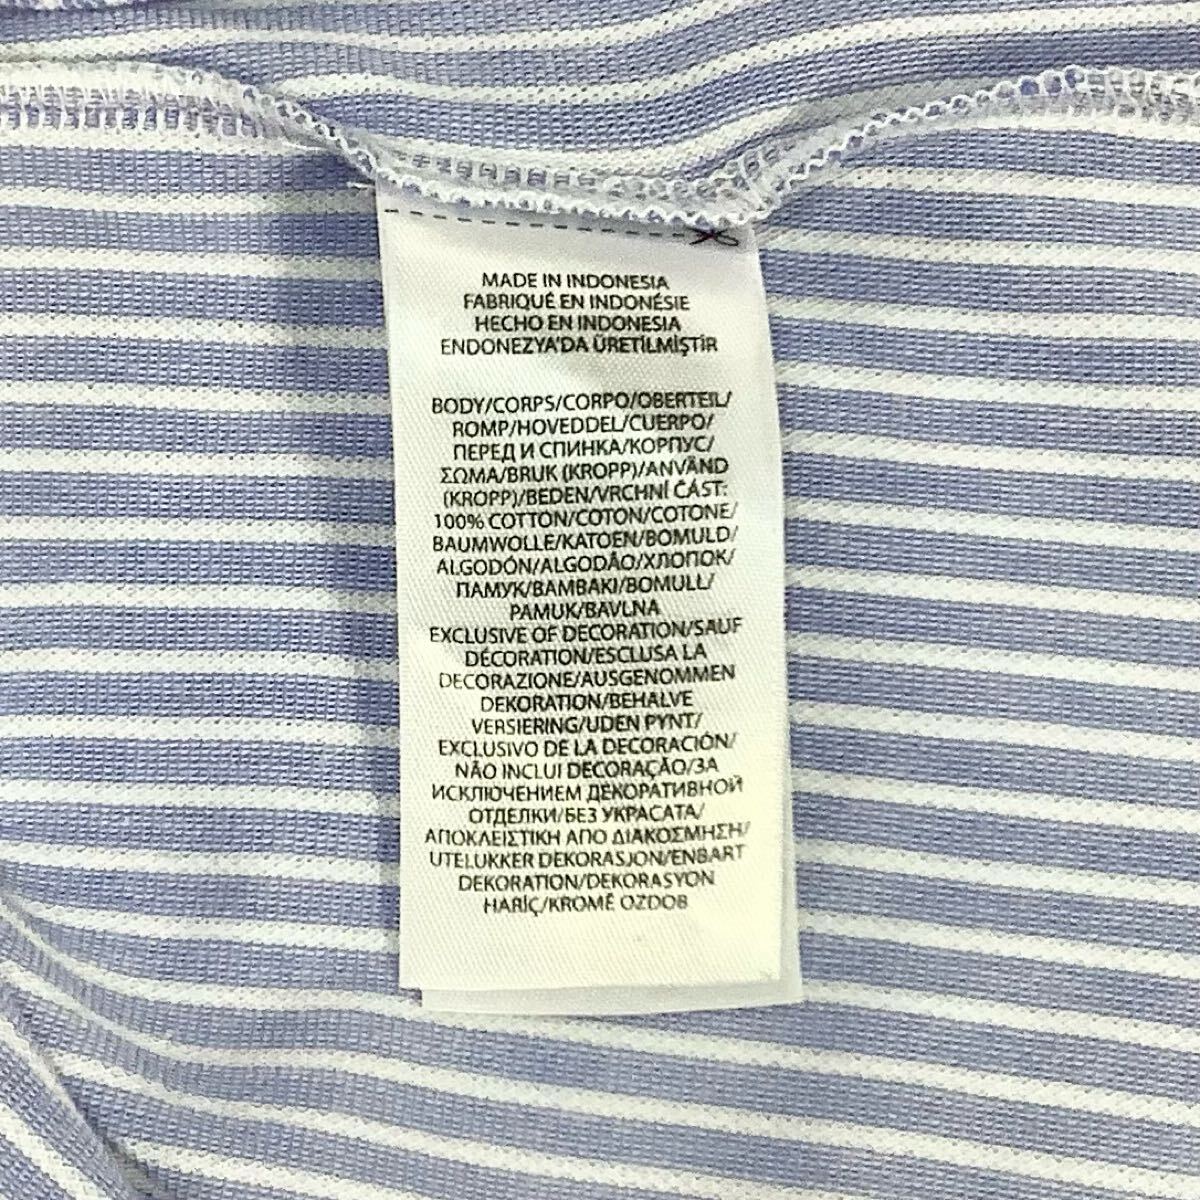 MADE IN INDONESIA
FABRIQUÉ EN INDONÉSIE
HECHO EN INDONESIA
ENDONEZYA'DA ÜRETİLMİŞTİR
BODY/CORPS/CORPO/OBERTEIL/
ROMP/HOVEDDEL/CUERPO/
ПЕРЕД И СПИНКА/КОРПУС/
ΣΩΜΑ/BRUK (KROPP)/ANVÄND
(KROPP)/BEDEN/VRCHNÍ ČÁST:
100% COTTON/COTON/COTONE/
BAUMWOLLE/KATOEN/BOMULD/
ALGODÓN/ALGODÃO/ХЛОПОК/
ПАМУК/ΒΑΜΒΑΚΙ/BOMULL/
PAMUK/BAVLNA
EXCLUSIVE OF DECORATION/SAUF
DÉCORATION/ESCLUSA LA
DECORAZIONE/AUSGENOMMEN
DEKORATION/BEHALVE
VERSIERING/UDEN PYNT/
EXCLUSIVO DE LA DECORACIÓN/
NÃO INCLUI DECORAÇÃO/ЗА
ИСКЛЮЧЕНИЕМ ДЕКОРАТИВНОЙ
ОТДЕЛКИ/БЕЗ УКРАСАТА/
ΑΠΟΚΛΕΙΣΤΙΚΗ ΑΠΟ ΔΙΑΚΟΣΜΗΣΗ/
UTELUKKER DEKORASJON/ENBART
DEKORATION/DEKORASYON
HARİÇ/KROMĚ OZDOB